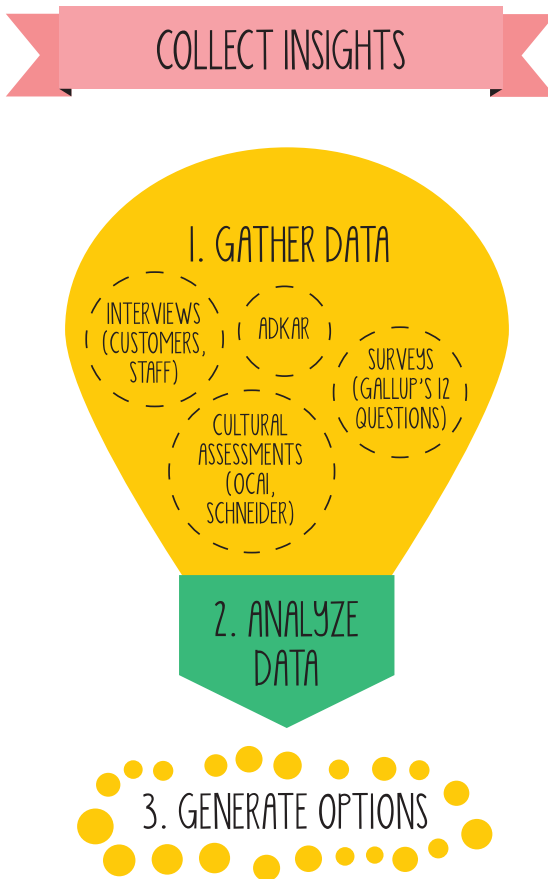 COLLECT INSIGHTS
1. GATHER DATA
INTERVIEWS
(CUSTOMERS,
STAFF)
ADKAR
SURVEYS
(GALLUP'S 12
QUESTIONS)
CULTURAL
ASSESSMENTS
(OCAI,
SCHNEIDER)
2. ANALYZE
DATA
3. GENERATE OPTIONS